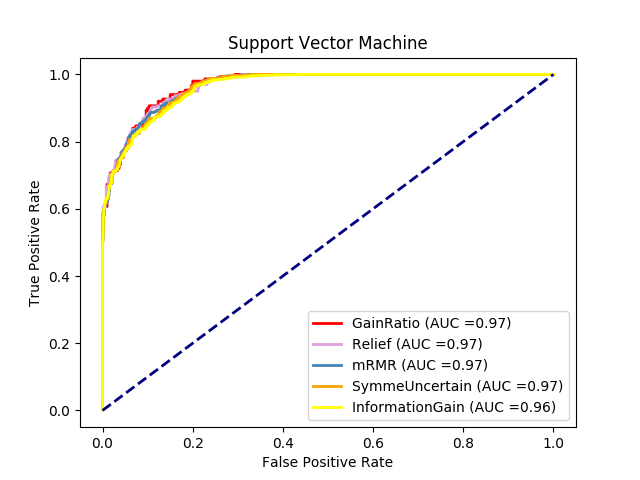 Support Vector Machine
True Positive Rate
1.0
0.8
0.6
0.4
0.2
0.0
GainRatio (AUC =0.97)
Relief (AUC =0.97)
mRMR (AUC =0.97)
SymmeUncertain (AUC =0.97)
InformationGain (AUC =0.96)
0.0 0.2 0.4 0.6 0.8 1.0
False Positive Rate